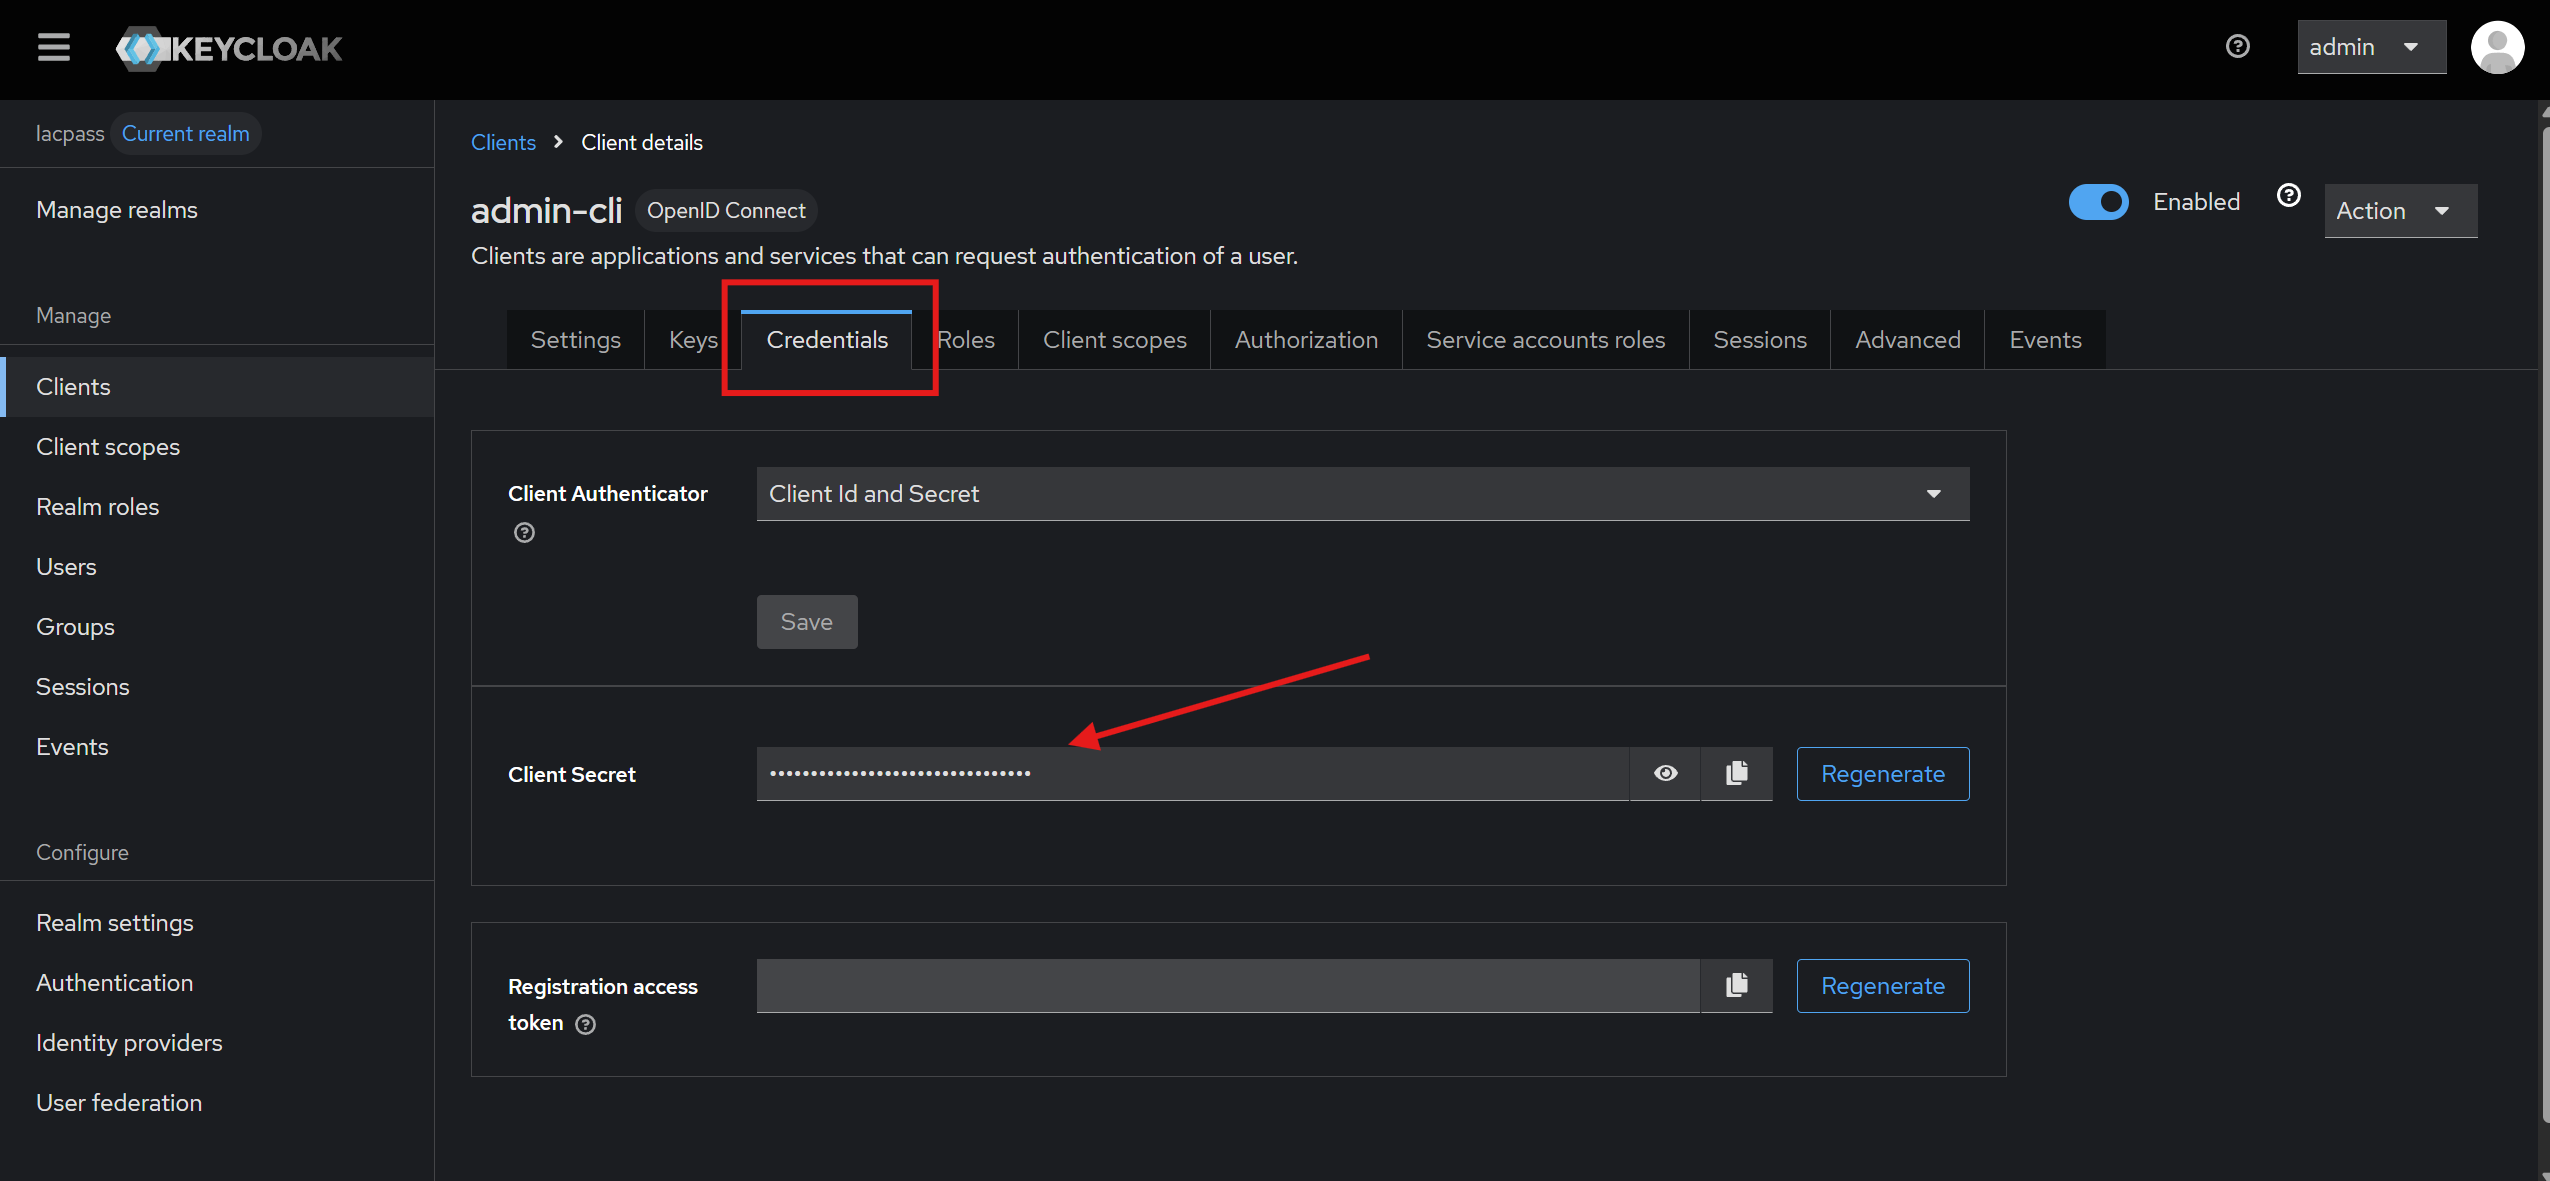 KEYCLOAK
admin
lacpass Current realm
Manage realms
Manage
Clients
Client scopes
Realm roles
Users
Groups
Sessions
Events
Configure
Realm settings
Authentication
Identity providers
User federation
Clients > Client details
admin-cli OpenID Connect
Enabled
Action
Clients are applications and services that can request authentication of a user.
Settings Keys Credentials Roles Client scopes Authorization Service accounts roles Sessions Advanced Events
Client Authenticator
Client Id and Secret
Save
Client Secret
••••••••••••••••••••••••••••••••
Regenerate
Registration access
token
Regenerate